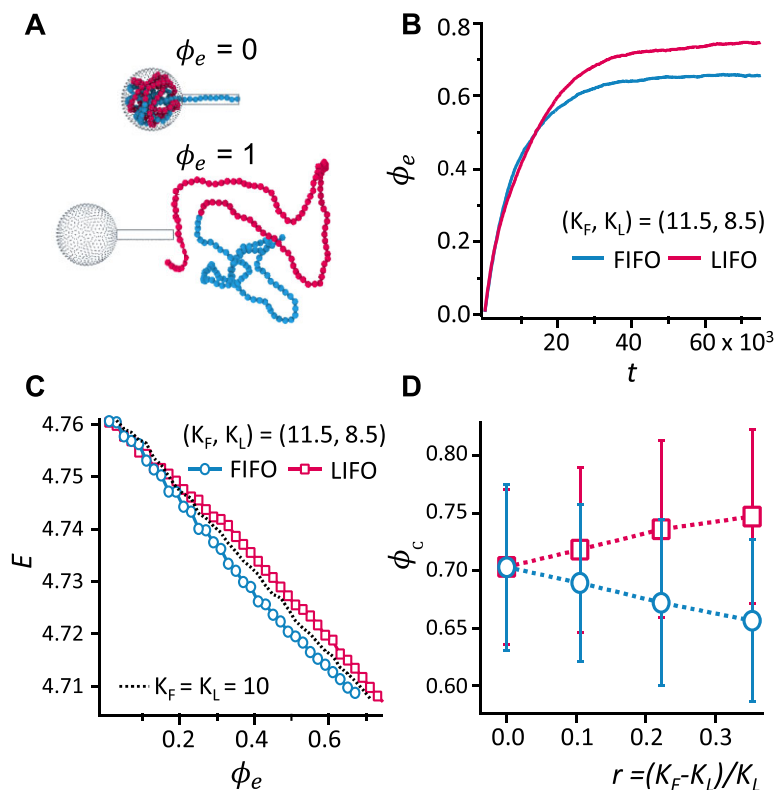 A
ϕe = 0
ϕe = 1
B
0.8
0.6
0.4
0.2
0.0
ϕe
(KF, KL) = (11.5, 8.5)
FIFO LIFO
20 40 60 x 10³
t
C
4.76
4.75
4.74
4.73
4.72
4.71
E
(KF, KL) = (11.5, 8.5)
FIFO LIFO
KF = KL = 10
0.2 0.4 0.6
ϕe
D
0.80
0.75
0.70
0.65
0.60
ϕc
0.0 0.1 0.2 0.3
r =(KF-KL)/KL